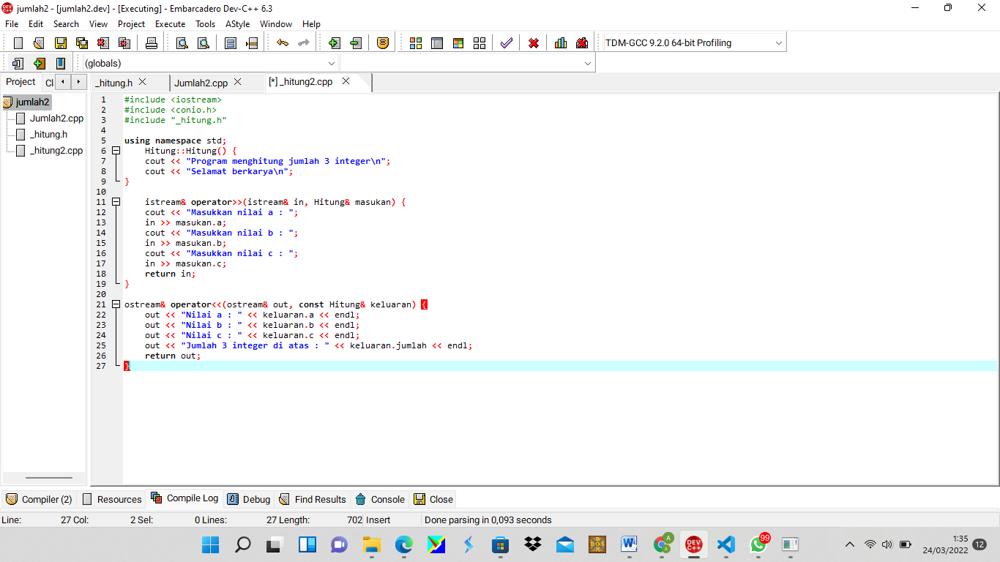 jumlah2 - [jumlah2.dev] - [Executing] - Embarcadero Dev-C++ 6.3
File Edit Search View Project Execute Tools AStyle Window Help
TDM-GCC 9.2.0 64-bit Profiling
(globals)
Project Cl _hitung.h Jumlah2.cpp [*] _hitung2.cpp
jumlah2
Jumlah2.cpp
_hitung.h
_hitung2.cpp
1 #include <iostream>
2 #include <conio.h>
3 #include "_hitung.h"
4
5 using namespace std;
6 Hitung::Hitung() {
7 cout << "Program menghitung jumlah 3 integer\n";
8 cout << "Selamat berkarya\n";
9 }
10
11 istream& operator>>(istream& in, Hitung& masukan) {
12 cout << "Masukkan nilai a : ";
13 in >> masukan.a;
14 cout << "Masukkan nilai b : ";
15 in >> masukan.b;
16 cout << "Masukkan nilai c : ";
17 in >> masukan.c;
18 return in;
19 }
20
21 ostream& operator<<(ostream& out, const Hitung& keluaran) {
22 out << "Nilai a : " << keluaran.a << endl;
23 out << "Nilai b : " << keluaran.b << endl;
24 out << "Nilai c : " << keluaran.c << endl;
25 out << "Jumlah 3 integer di atas : " << keluaran.jumlah << endl;
26 return out;
27 }
Compiler (2) Resources Compile Log Debug Find Results Console Close
Line: 27 Col: 2 Sel: 0 Lines: 27 Length: 702 Insert Done parsing in 0,093 seconds
99
1:35
24/03/2022 12